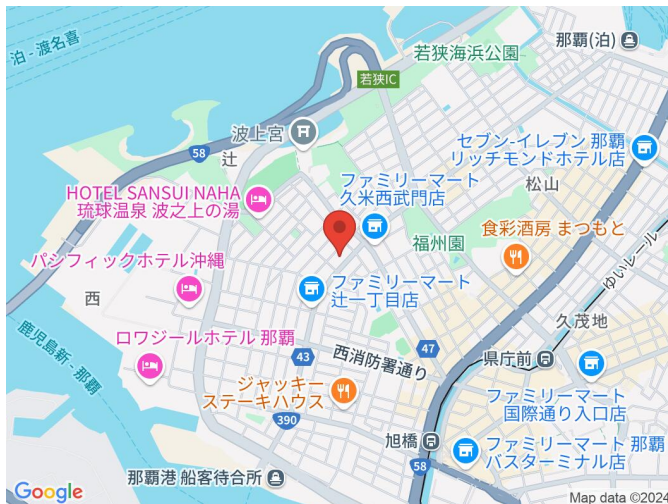 泊 - 渡名喜
若狭海浜公園
那覇(泊)
若狭IC
波上宮
58
辻
セブン-イレブン 那覇
リッチモンドホテル店
HOTEL SANSUI NAHA
琉球温泉 波之上の湯
ファミリーマート
久米西武門店
松山
福州園
食彩酒房 まつもと
ゆいレール
パシフィックホテル沖縄
西
ファミリーマート
辻一丁目店
久茂地
鹿児島新 - 那覇
ロワジールホテル 那覇
43
西消防署通り
47
県庁前
ファミリーマート
国際通り入口店
ジャッキー
ステーキハウス
390
旭橋
58
ファミリーマート 那覇
バスターミナル店
那覇港 船客待合所
Google
Map data ©2024